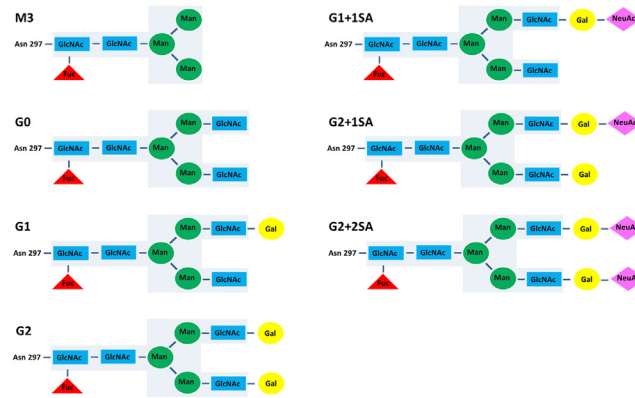 M3
Man
Asn 297 GlcNAc GlcNAc Man
Fuc Man
G0
Man GlcNAc
Asn 297 GlcNAc GlcNAc Man
Fuc Man GlcNAc
G1
Man GlcNAc Gal
Asn 297 GlcNAc GlcNAc Man
Fuc Man GlcNAc
G2
Man GlcNAc Gal
Asn 297 GlcNAc GlcNAc Man
Fuc Man GlcNAc Gal
G1+1SA
Man GlcNAc Gal NeuAc
Asn 297 GlcNAc GlcNAc Man
Fuc Man GlcNAc
G2+1SA
Man GlcNAc Gal NeuAc
Asn 297 GlcNAc GlcNAc Man
Fuc Man GlcNAc Gal
G2+2SA
Man GlcNAc Gal NeuA
Asn 297 GlcNAc GlcNAc Man
Fuc Man GlcNAc Gal NeuA